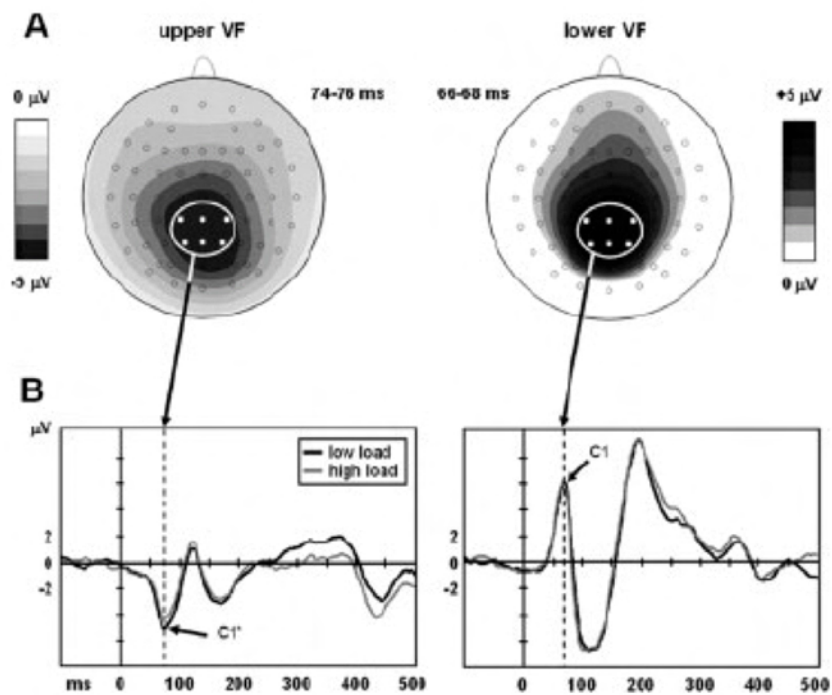 A
upper VF
lower VF
0 µV
74-76 ms
66-68 ms
+5 µV
-5 µV
0 µV
B
µV
low load
high load
C1
2
2
-2
-2
C1*
ms 0 100 200 300 400 500
0 100 200 300 400 500